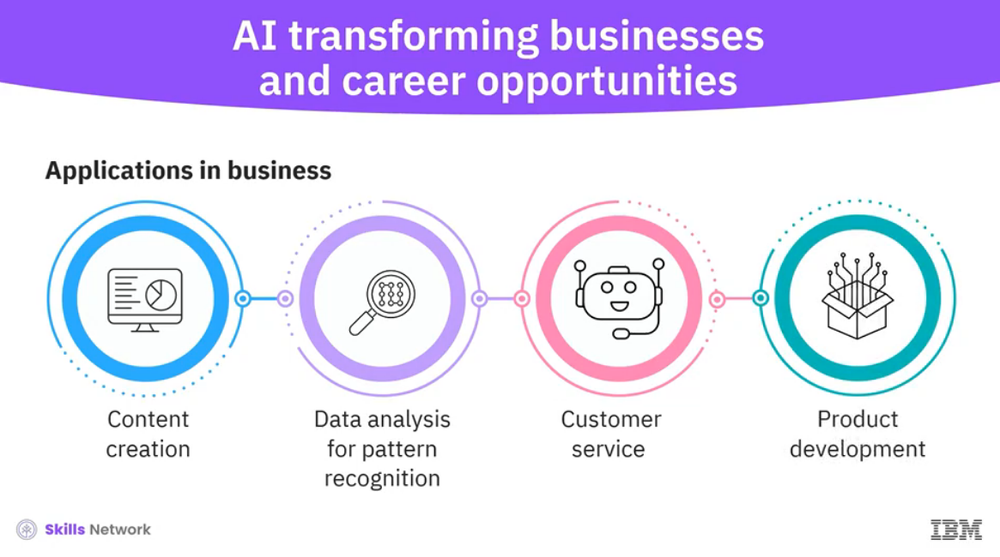 AI transforming businesses
and career opportunities
Applications in business
Content
creation
Data analysis
for pattern
recognition
Customer
service
Product
development
Skills Network
IBM